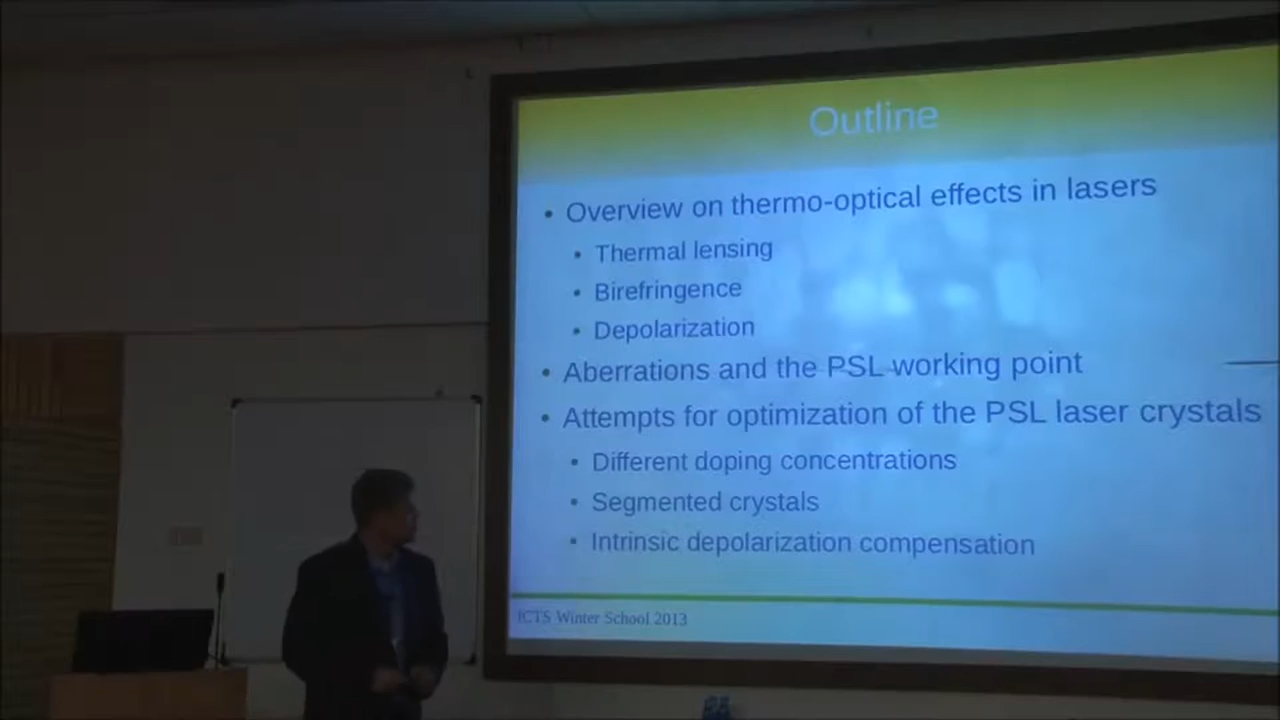 Outline
• Overview on thermo-optical effects in lasers
• Thermal lensing
• Birefringence
• Depolarization
• Aberrations and the PSL working point
• Attempts for optimization of the PSL laser crystals
• Different doping concentrations
• Segmented crystals
• Intrinsic depolarization compensation
ICTS Winter School 2013